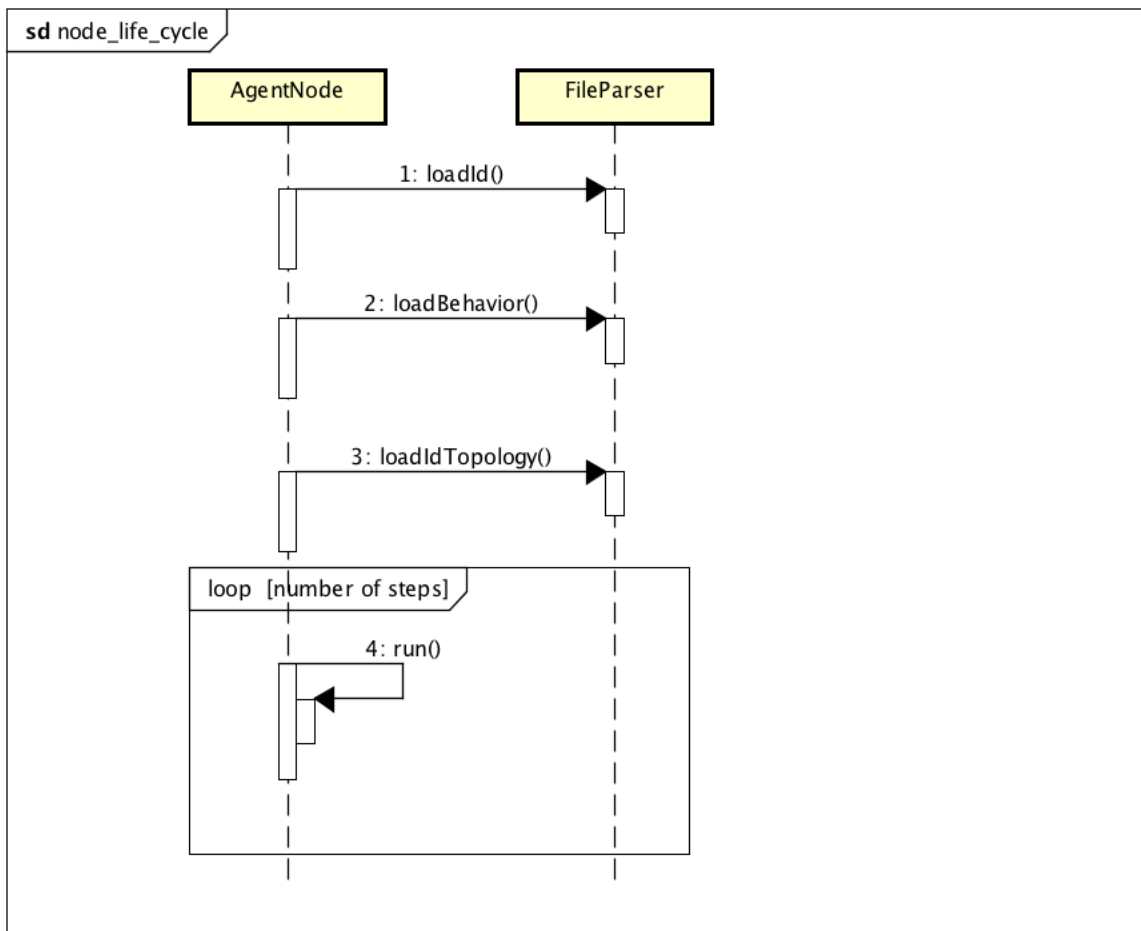 sd node_life_cycle
AgentNode
FileParser
1: loadId()
2: loadBehavior()
3: loadIdTopology()
loop [number of steps]
4: run()